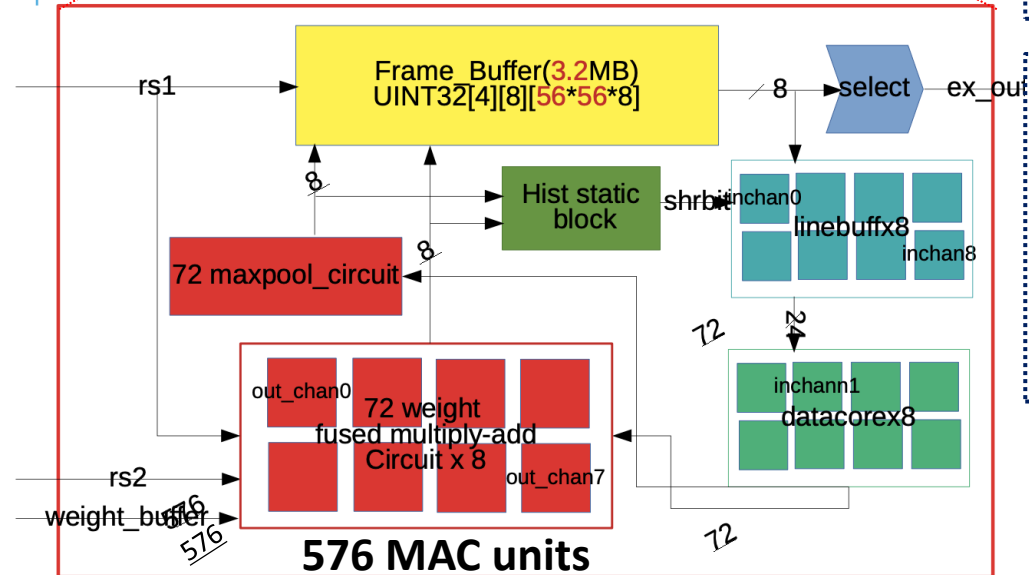 rs1
Frame_Buffer(3.2MB)
UINT32[4][8][56*56*8]
8
select
ex_out
8
Hist static
block
shrbit
inchan0
linebuffx8
inchan8
8
72 maxpool_circuit
72
24
out_chan0
72 weight
fused multiply-add
Circuit x 8
out_chan7
inchann1
datacorex8
rs2
weight_buffer
576
576
72
576 MAC units